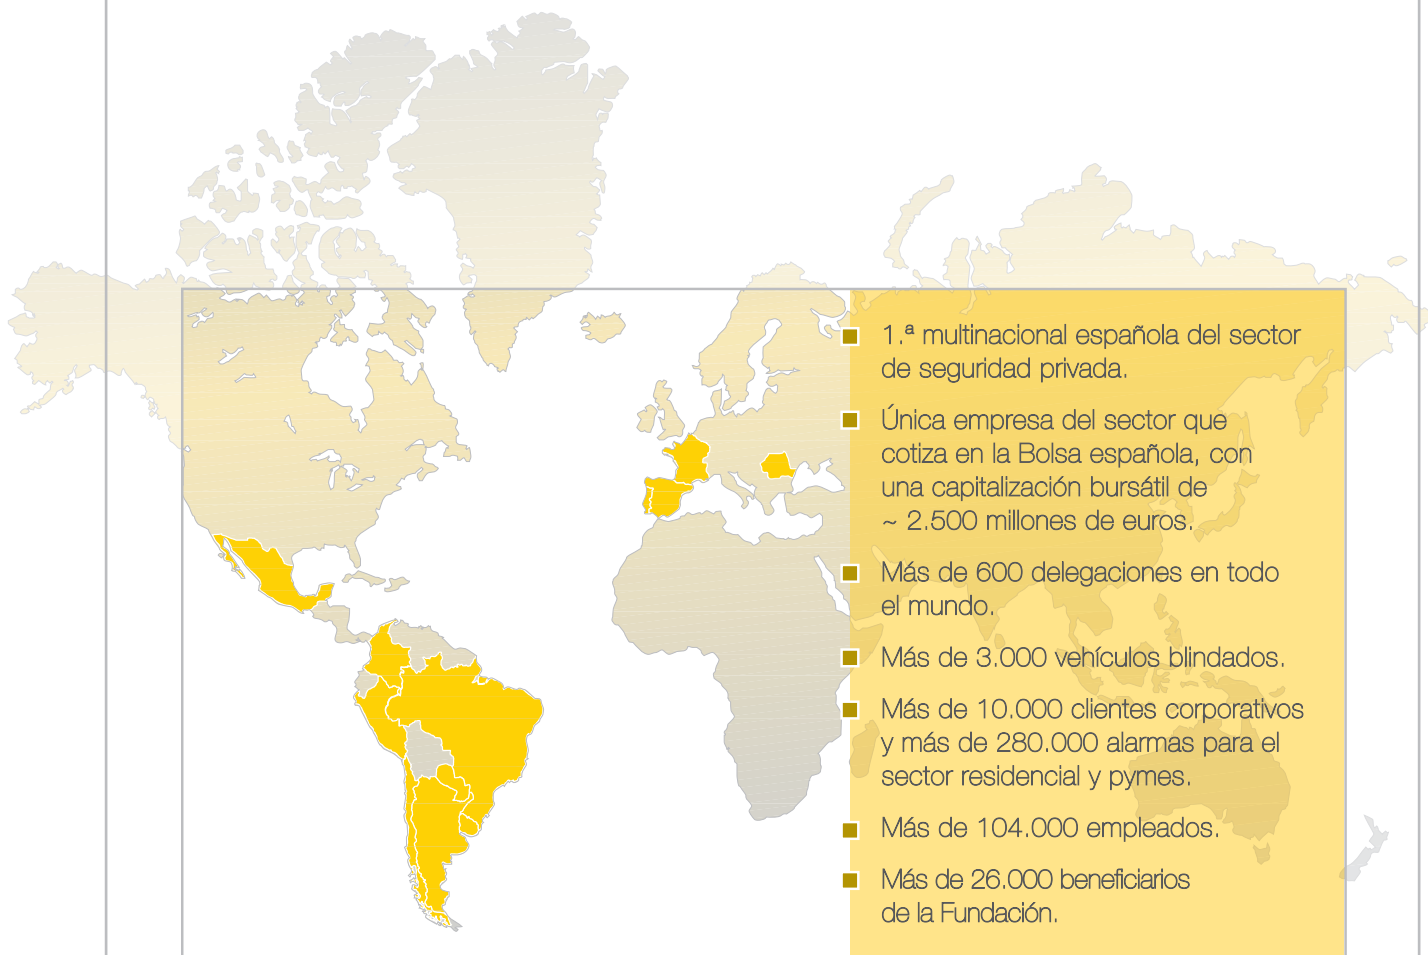 1.ª multinacional española del sector
de seguridad privada.
Única empresa del sector que
cotiza en la Bolsa española, con
una capitalización bursátil de
~ 2.500 millones de euros.
Más de 600 delegaciones en todo
el mundo.
Más de 3.000 vehículos blindados.
Más de 10.000 clientes corporativos
y más de 280.000 alarmas para el
sector residencial y pymes.
Más de 104.000 empleados.
Más de 26.000 beneficiarios
de la Fundación.